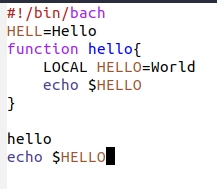 #!/bin/bach
HELL=Hello
function hello{
    LOCAL HELLO=World
    echo $HELLO
}

hello
echo $HELLO